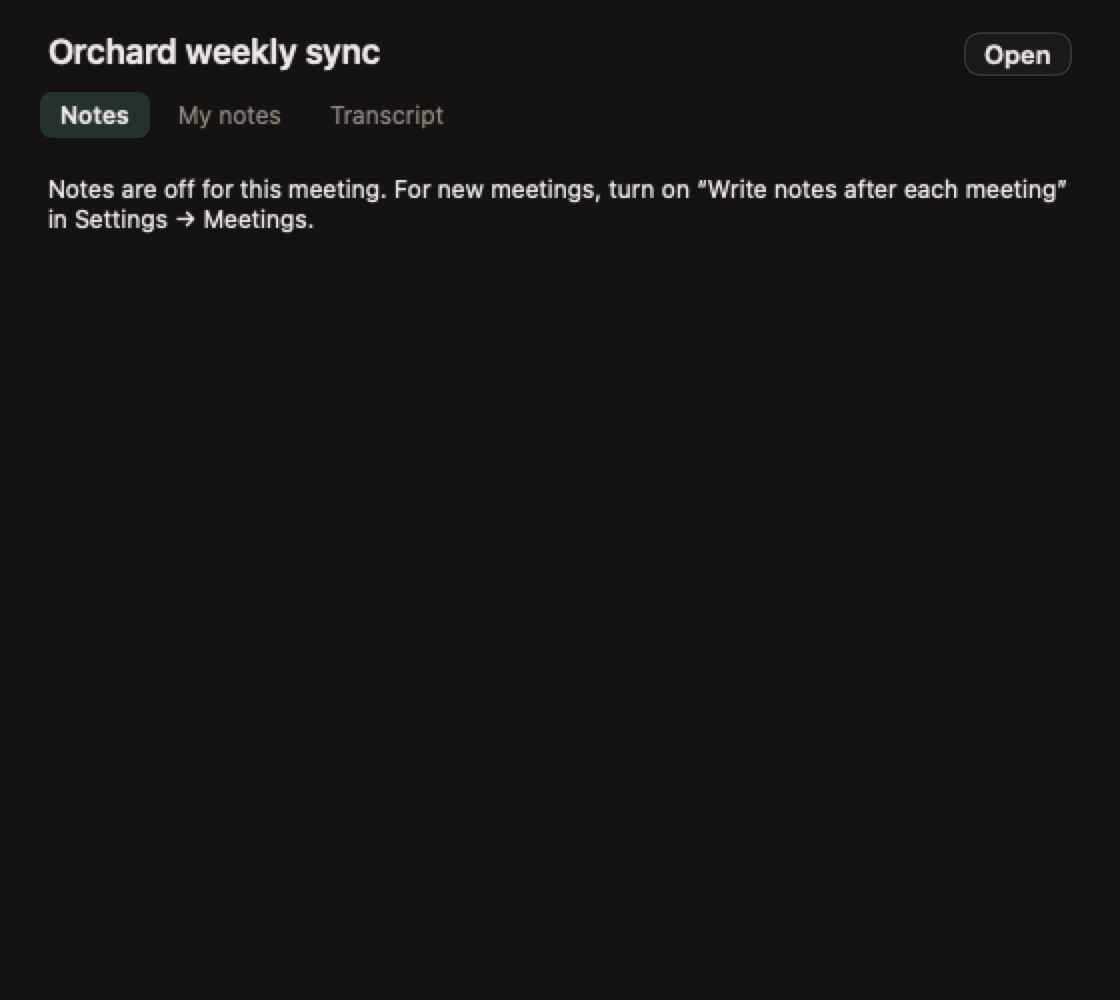 Orchard weekly sync
Open
Notes
My notes
Transcript
Notes are off for this meeting. For new meetings, turn on “Write notes after each meeting”
in Settings → Meetings.